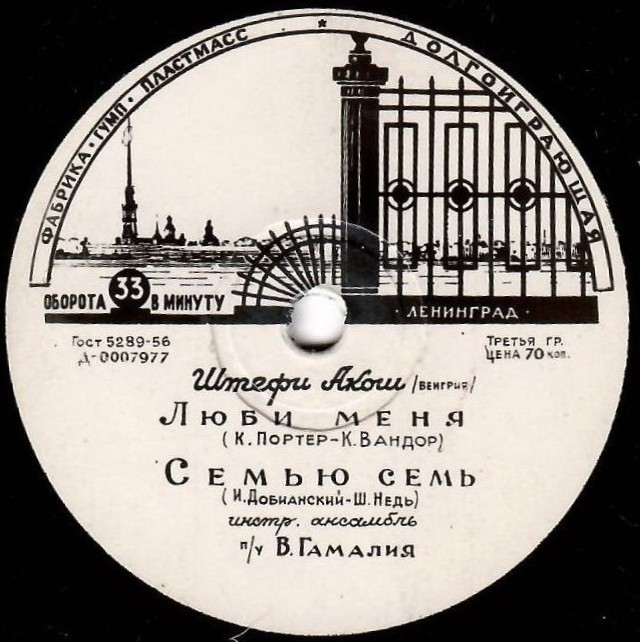 ФАБРИКА · ГУМП · ПЛАСТМАСС * ДОЛГОИГРАЮЩАЯ
ОБОРОТА 33 В МИНУТУ
· ЛЕНИНГРАД ·
ГОСТ 5289-56
Д-0007977
ТРЕТЬЯ ГР.
ЦЕНА 70 КОП.
Штефи Акош /ВЕНГРИЯ/
ЛЮБИ МЕНЯ
(К. ПОРТЕР-К. ВАНДОР)
СЕМЬЮ СЕМЬ
(И. ДОБИАНСКИЙ-Ш. НЕДЬ)
инстр. ансамбль
п/у В. ГАМАЛИЯ